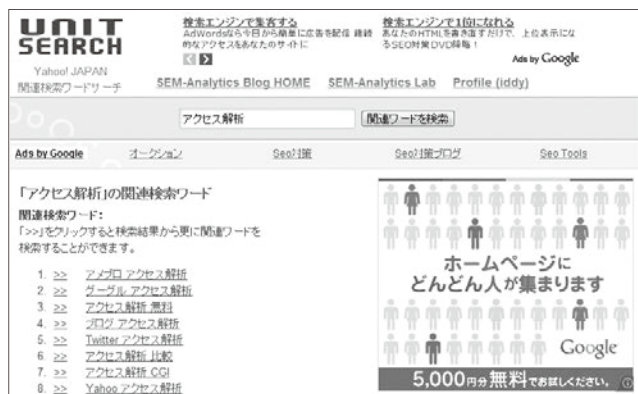 UNIT
SEARCH
Yahoo! JAPAN
関連検索ワードサーチ
検索エンジンで集客する
AdWordsなら今日から簡単に広告を配信 継続
的なアクセスをあなたのサイトに
検索エンジンで1位になれる
あなたのHTMLを書き直すだけで、上位表示にな
るSEO対策DVD降臨!
Ads by Google
SEM-Analytics Blog HOME SEM-Analytics Lab Profile (iddy)
アクセス解析 関連ワードを検索
Ads by Google オークション Seo対策 Seo対策ブログ Seo Tools
「アクセス解析」の関連検索ワード
関連検索ワード:
「>>」をクリックすると検索結果から更に関連ワードを
検索することができます。
1. >> アメブロ アクセス解析
2. >> グーグル アクセス解析
3. >> アクセス解析 無料
4. >> ブログ アクセス解析
5. >> Twitter アクセス解析
6. >> アクセス解析 比較
7. >> アクセス解析 CGI
8. >> Yahoo アクセス解析
ホームページに
どんどん人が集まります
Google
5,000円分無料でお試しください。